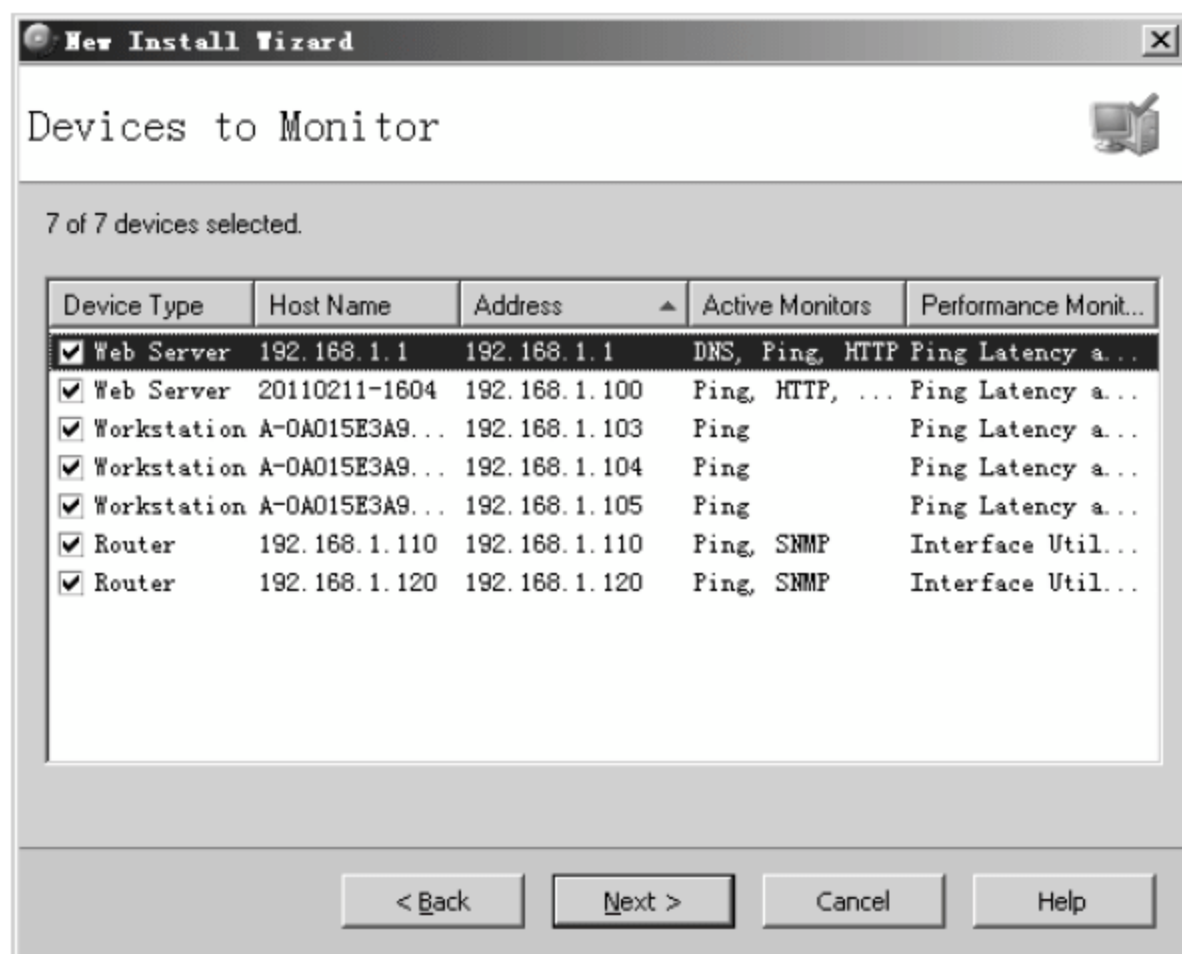 New Install Wizard
Devices to Monitor
7 of 7 devices selected.
Device Type Host Name Address Active Monitors Performance Monit...
Web Server 192.168.1.1 192.168.1.1 DNS, Ping, HTTP Ping Latency a...
Web Server 20110211-1604 192.168.1.100 Ping, HTTP, ... Ping Latency a...
Workstation A-0A015E3A9... 192.168.1.103 Ping Ping Latency a...
Workstation A-0A015E3A9... 192.168.1.104 Ping Ping Latency a...
Workstation A-0A015E3A9... 192.168.1.105 Ping Ping Latency a...
Router 192.168.1.110 192.168.1.110 Ping, SNMP Interface Util...
Router 192.168.1.120 192.168.1.120 Ping, SNMP Interface Util...
< Back Next > Cancel Help